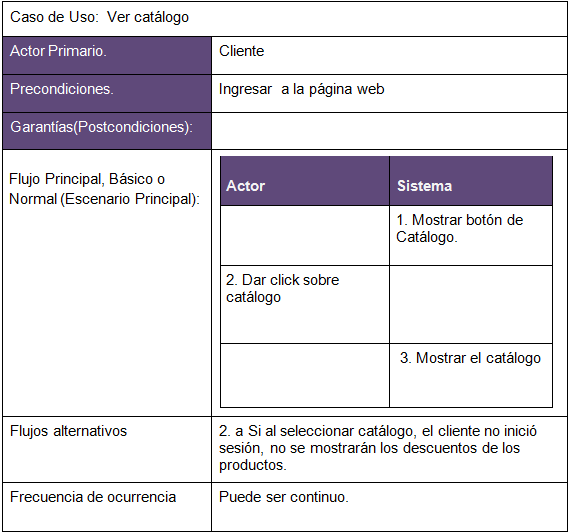 Caso de Uso:  Ver catálogo
Actor Primario.
Cliente
Precondiciones.
Ingresar  a la página web
Garantías(Postcondiciones):
Flujo Principal, Básico o
Normal (Escenario Principal):
Actor
Sistema
1. Mostrar botón de
Catálogo.
2. Dar click sobre
catálogo
3. Mostrar el catálogo
Flujos alternativos
2. a Si al seleccionar catálogo, el cliente no inició
sesión, no se mostrarán los descuentos de los
productos.
Frecuencia de ocurrencia
Puede ser continuo.